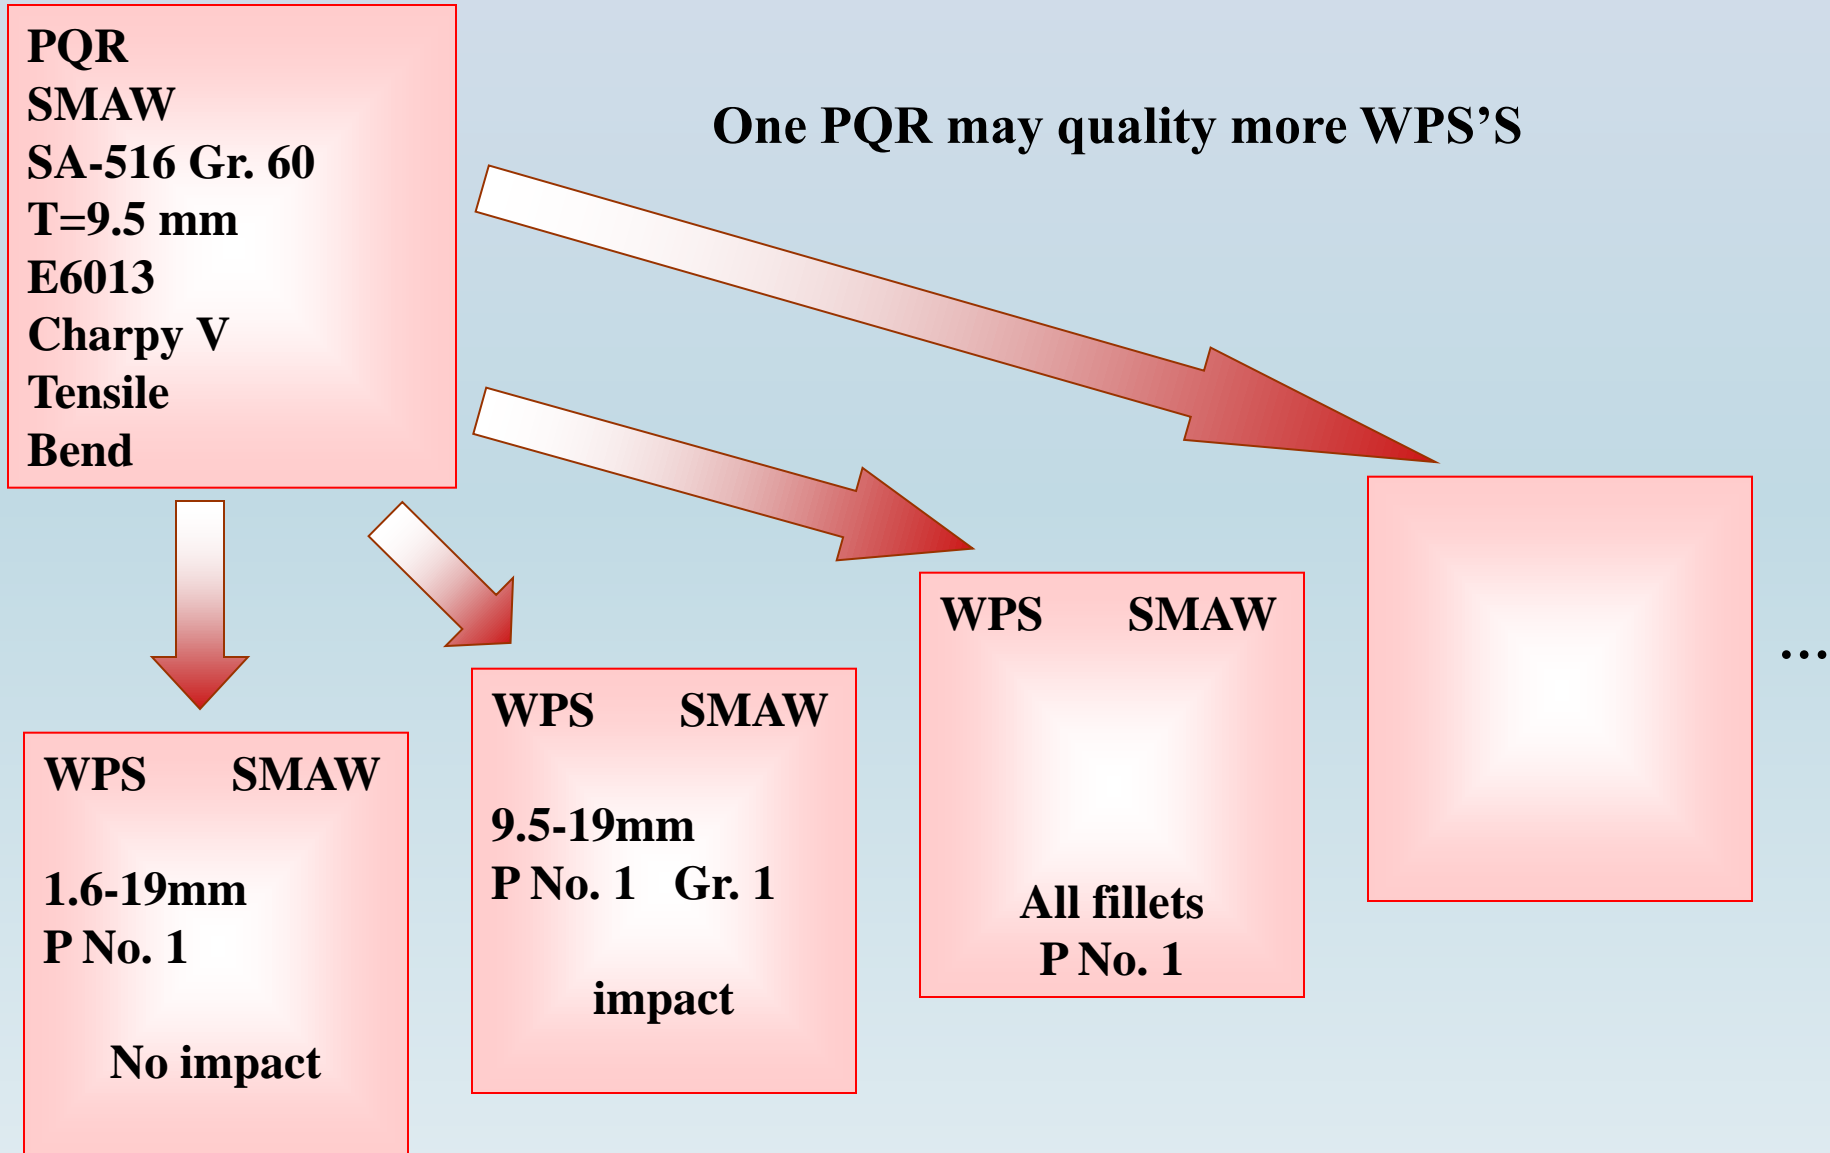 PQR
SMAW
SA-516 Gr. 60
T=9.5 mm
E6013
Charpy V
Tensile
Bend
One PQR may quality more WPS’S
WPS SMAW
1.6-19mm
P No. 1
No impact
WPS SMAW
9.5-19mm
P No. 1 Gr. 1
impact
WPS SMAW
All fillets
P No. 1
...